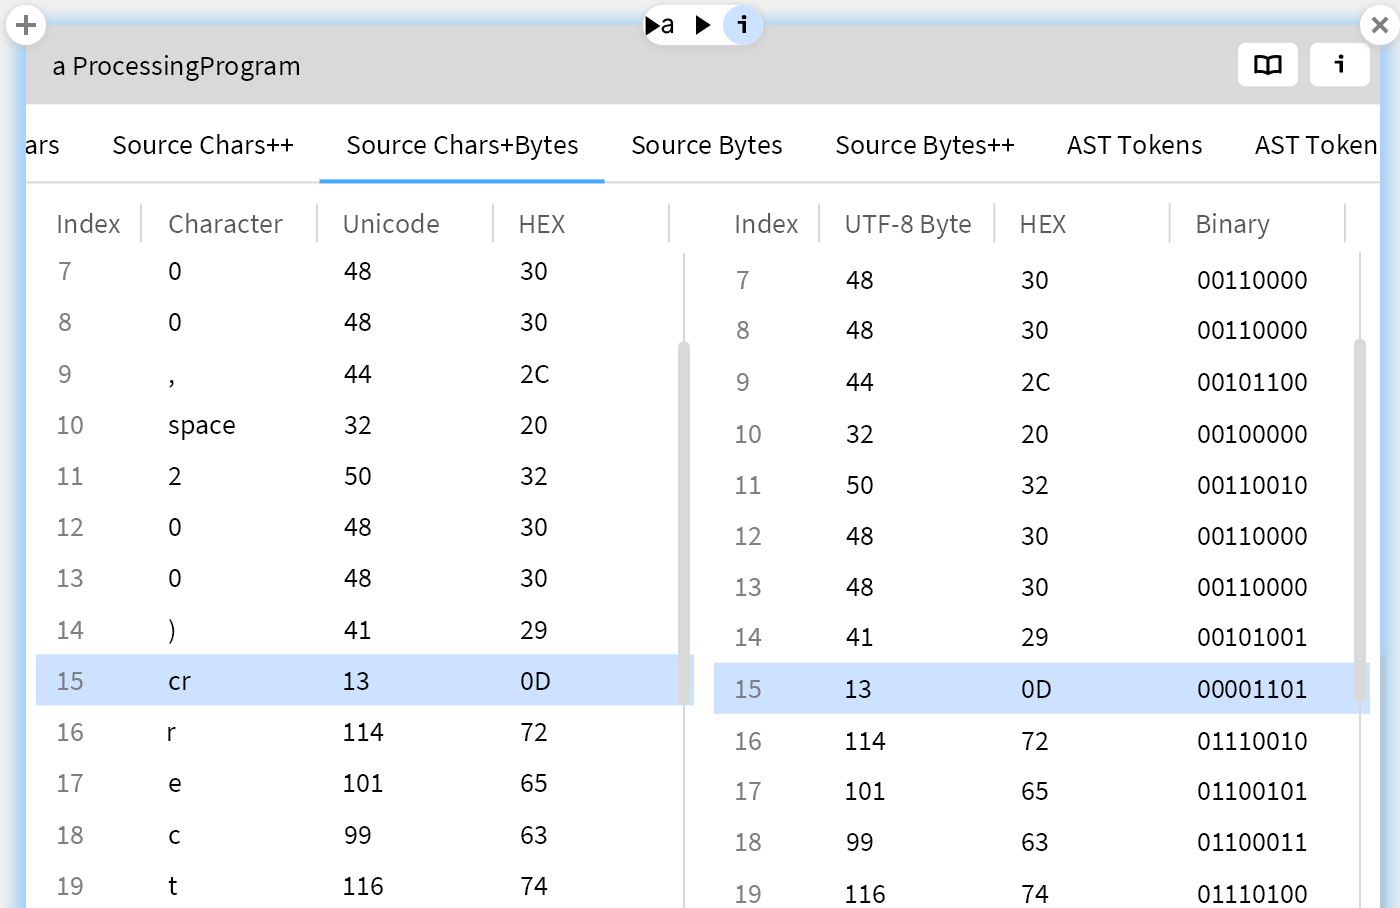 ▶a ▶ i
a ProcessingProgram
i
ars Source Chars++ Source Chars+Bytes Source Bytes Source Bytes++ AST Tokens AST Token
Index Character Unicode HEX Index UTF-8 Byte HEX Binary
7 0 48 30 7 48 30 00110000
8 0 48 30 8 48 30 00110000
9 , 44 2C 9 44 2C 00101100
10 space 32 20 10 32 20 00100000
11 2 50 32 11 50 32 00110010
12 0 48 30 12 48 30 00110000
13 0 48 30 13 48 30 00110000
14 ) 41 29 14 41 29 00101001
15 cr 13 0D 15 13 0D 00001101
16 r 114 72 16 114 72 01110010
17 e 101 65 17 101 65 01100101
18 c 99 63 18 99 63 01100011
19 t 116 74 19 116 74 01110100